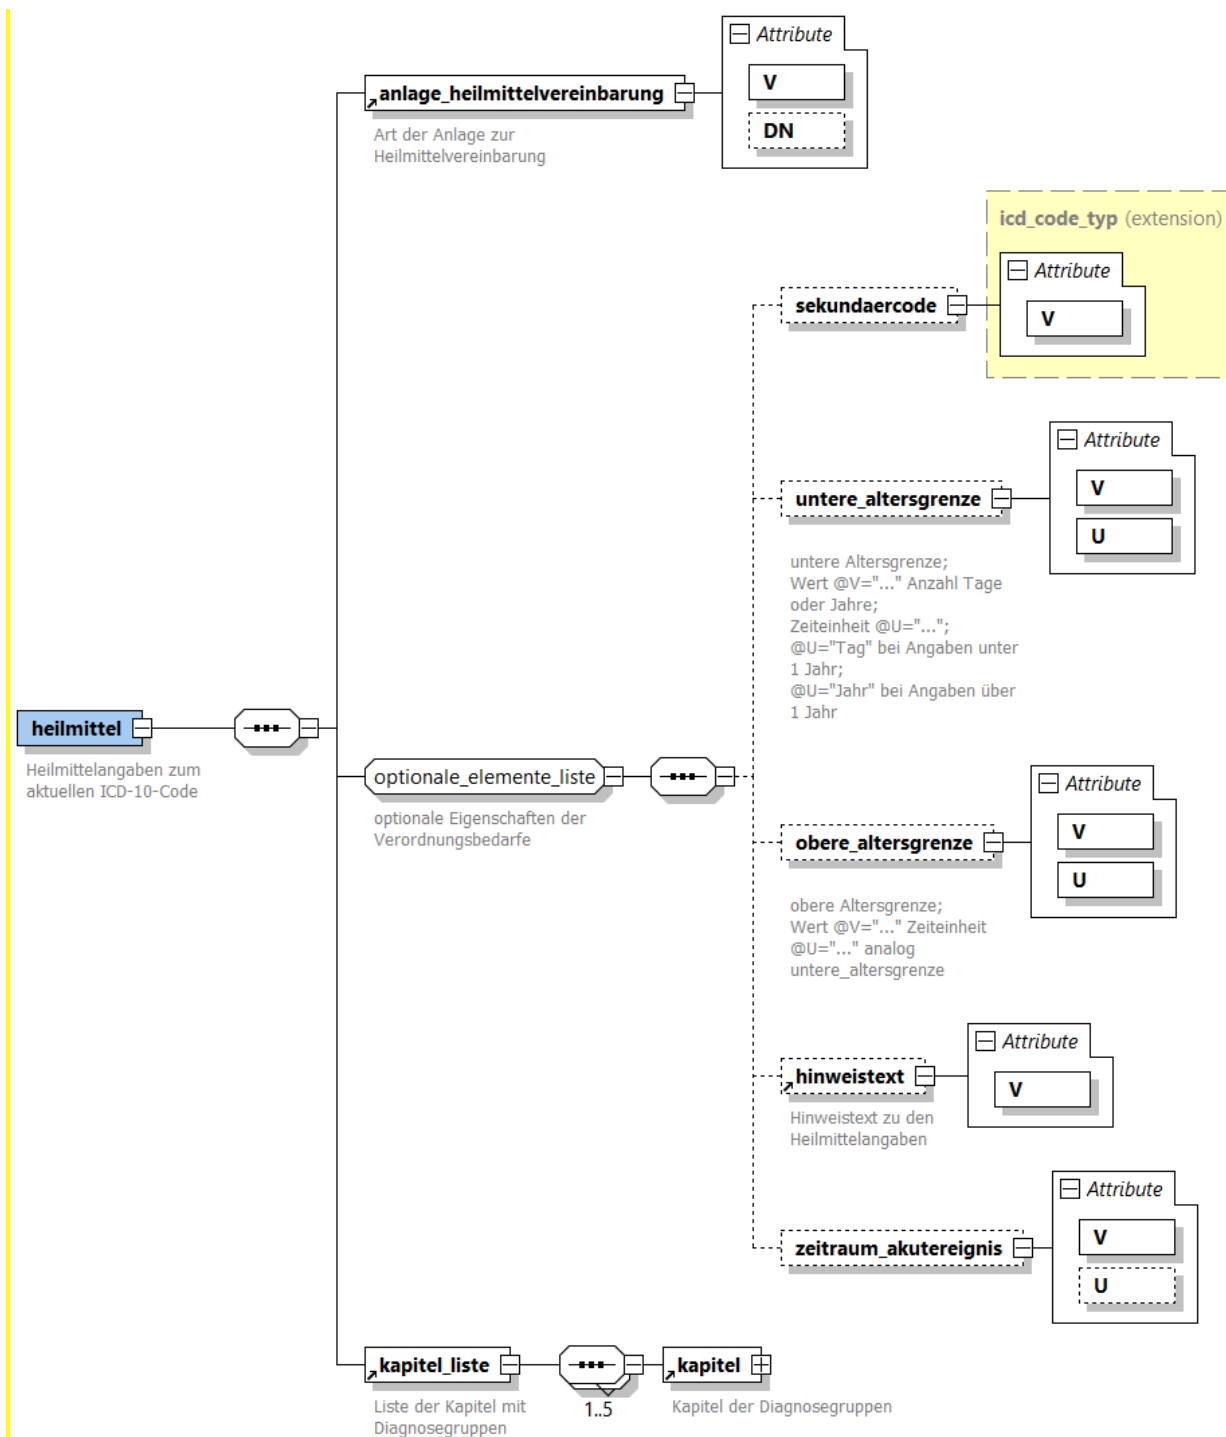 Attribute
V
DN
anlage_heilmittelvereinbarung
Art der Anlage zur
Heilmittelvereinbarung
icd_code_typ (extension)
Attribute
V
sekundaercode
Attribute
V
U
untere_altersgrenze
untere Altersgrenze;
Wert @V="..." Anzahl Tage
oder Jahre;
Zeiteinheit @U="...";
@U="Tag" bei Angaben unter
1 Jahr;
@U="Jahr" bei Angaben über
1 Jahr
heilmittel
Heilmittelangaben zum
aktuellen ICD-10-Code
optionale_elemente_liste
optionale Eigenschaften der
Verordnungsbedarfe
Attribute
V
U
obere_altersgrenze
obere Altersgrenze;
Wert @V="..." Zeiteinheit
@U="..." analog
untere_altersgrenze
Attribute
V
hinweistext
Hinweistext zu den
Heilmittelangaben
Attribute
V
U
zeitraum_akutereignis
kapitel_liste
Liste der Kapitel mit
Diagnosegruppen
1..5
kapitel
Kapitel der Diagnosegruppen